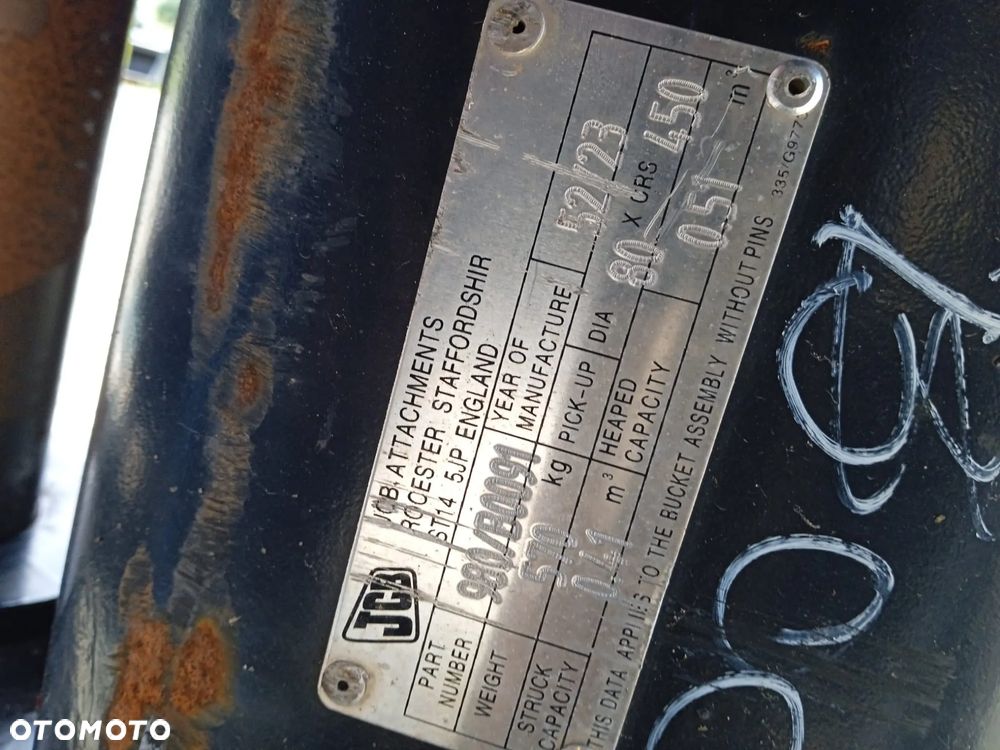 JCB
JCB ATTACHMENTS
ROCESTER STAFFORDSHIR
ST14 5JP ENGLAND
PART NUMBER 980/B0091 YEAR OF MANUFACTURE 52/23
WEIGHT 570 kg PICK-UP DIA 80 X CRS 450
STRUCK CAPACITY 0.41 m³ HEAPED CAPACITY 0.51 m³
THIS DATA APPLIES TO THE BUCKET ASSEMBLY WITHOUT PINS
OTOMOTO